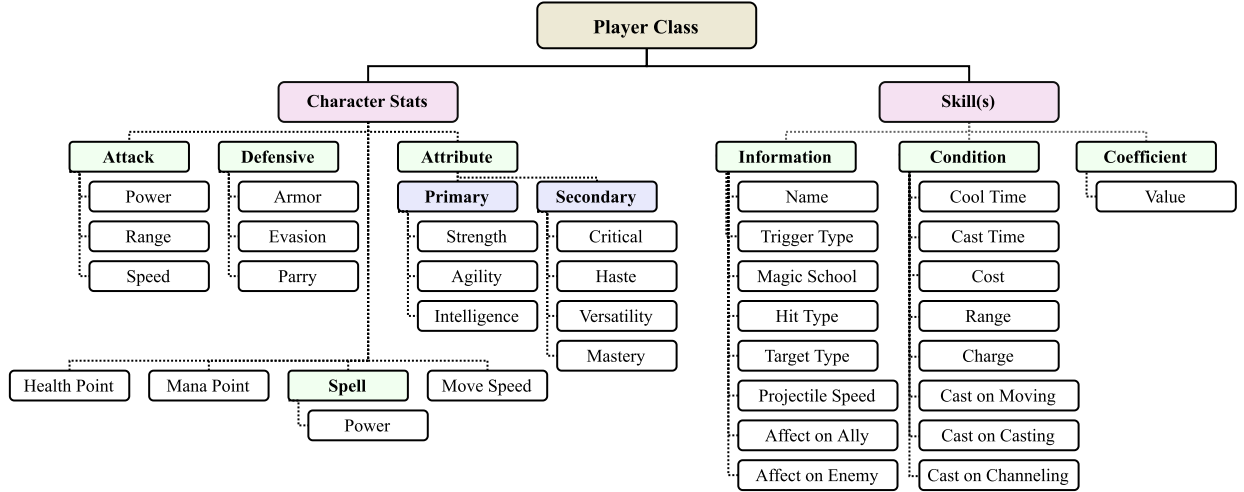 Player Class
Character Stats
Skill(s)
Attack
Power
Range
Speed
Defensive
Armor
Evasion
Parry
Attribute
Primary
Strength
Agility
Intelligence
Secondary
Critical
Haste
Versatility
Mastery
Health Point
Mana Point
Spell
Power
Move Speed
Information
Name
Trigger Type
Magic School
Hit Type
Target Type
Projectile Speed
Affect on Ally
Affect on Enemy
Condition
Cool Time
Cast Time
Cost
Range
Charge
Cast on Moving
Cast on Casting
Cast on Channeling
Coefficient
Value